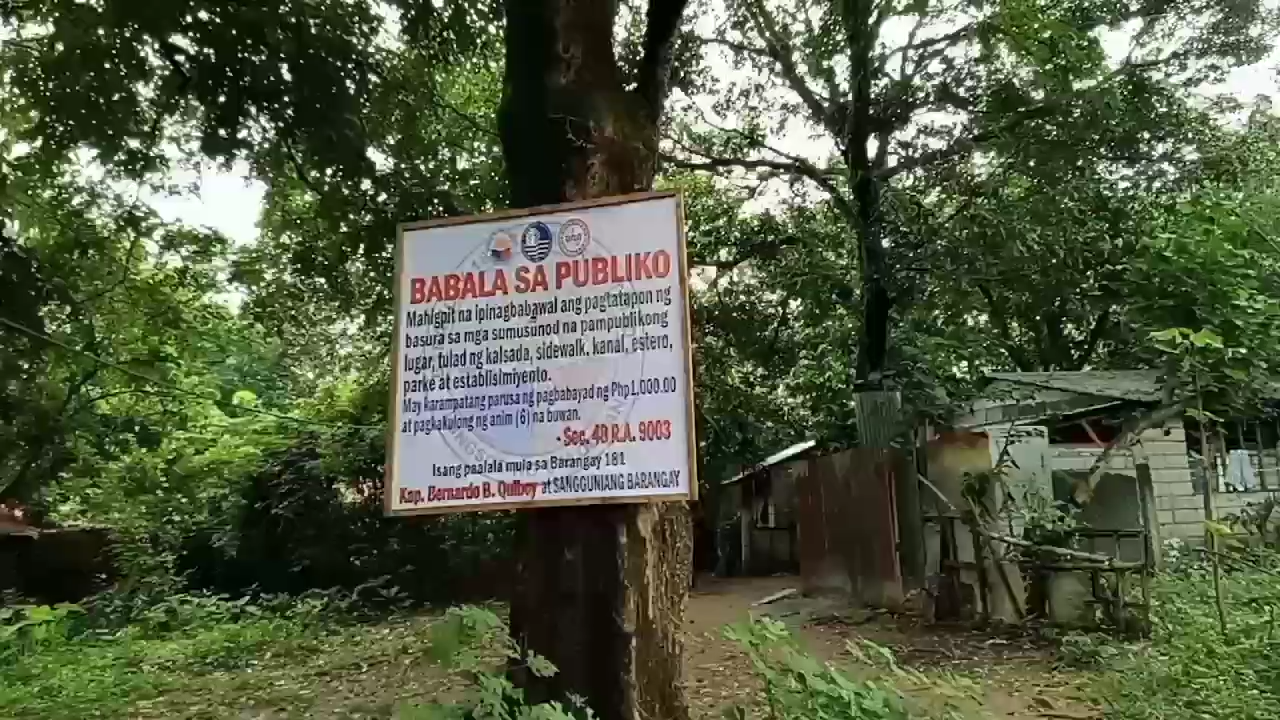 BABALA SA PUBLIKO
Mahigpit na ipinagbabawal ang pagtatapon ng
basura sa mga sumusunod na pampublikong
lugar, tulad ng kalsada, sidewalk, kanal, estero,
parke at establisimiyento.
May karampatang parusa ng pagbabayad ng Php1,000.00
at pagkakulong ng anim (6) na buwan.
- Sec. 48 R.A. 9003
Isang paalala mula sa Barangay 181
Kap. Bernardo B. Quiboy at SANGGUNIANG BARANGAY